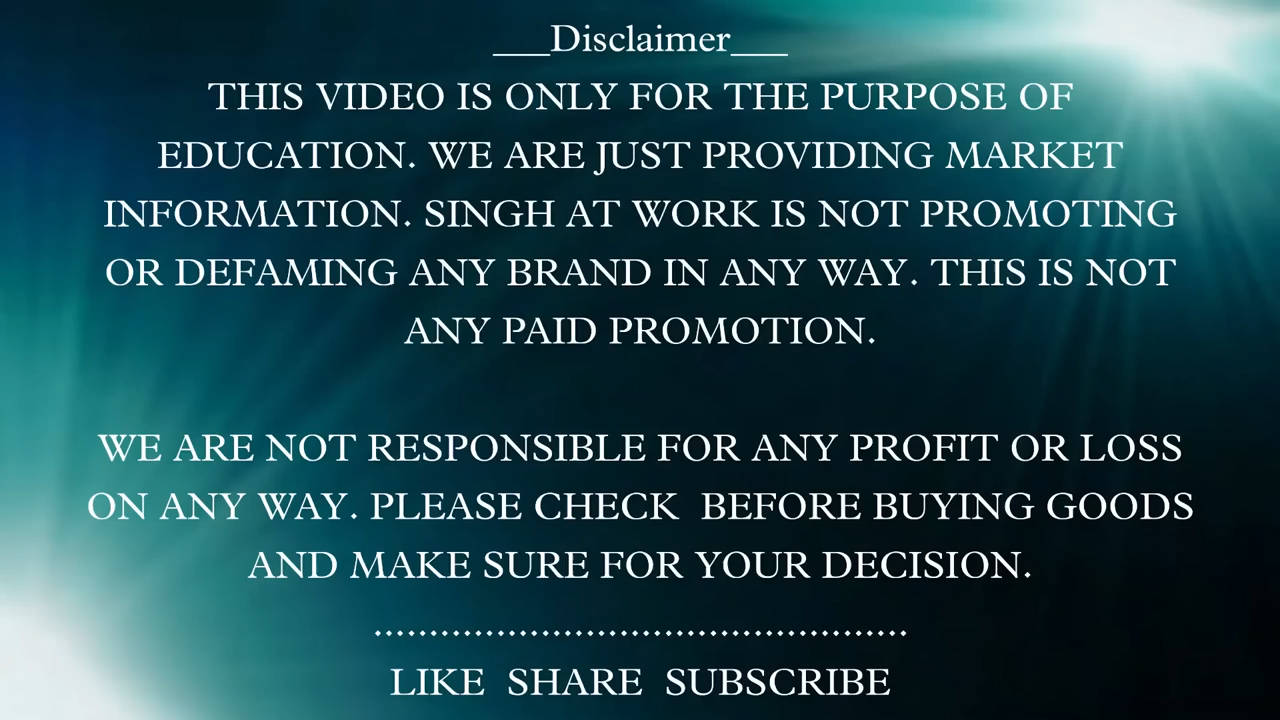 ___Disclaimer___
THIS VIDEO IS ONLY FOR THE PURPOSE OF
EDUCATION. WE ARE JUST PROVIDING MARKET
INFORMATION. SINGH AT WORK IS NOT PROMOTING
OR DEFAMING ANY BRAND IN ANY WAY. THIS IS NOT
ANY PAID PROMOTION.
WE ARE NOT RESPONSIBLE FOR ANY PROFIT OR LOSS
ON ANY WAY. PLEASE CHECK  BEFORE BUYING GOODS
AND MAKE SURE FOR YOUR DECISION.
................................................
LIKE  SHARE  SUBSCRIBE